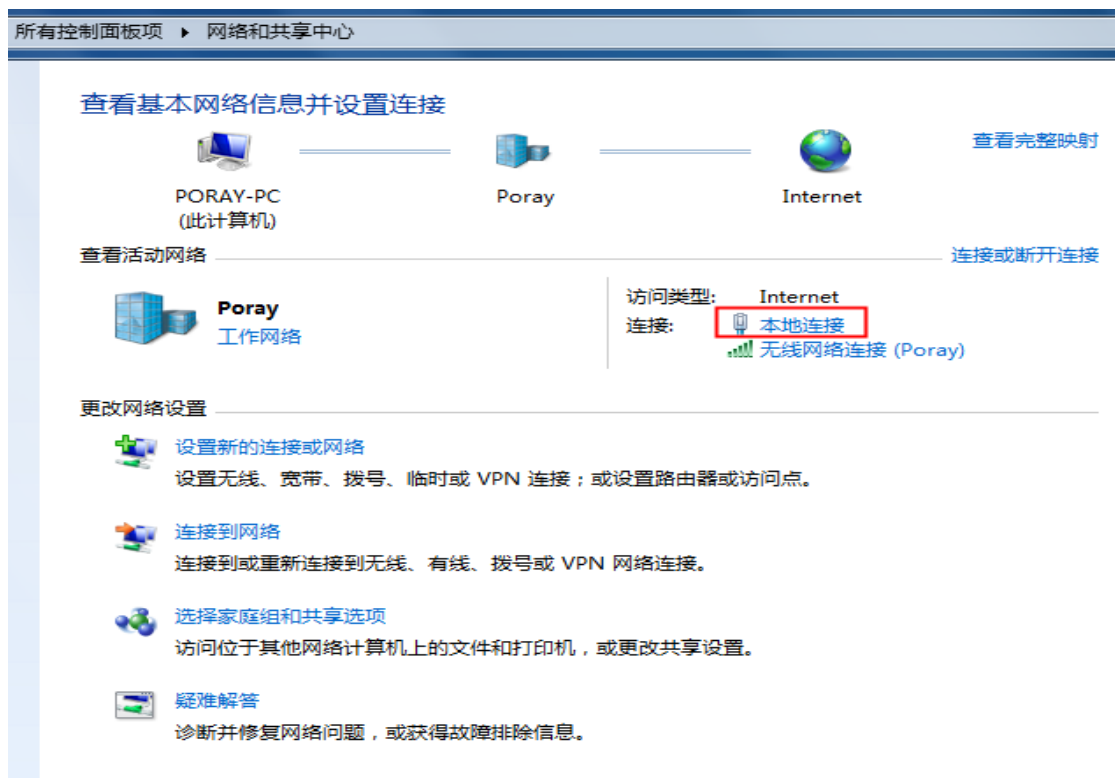 所有控制面板项 ▸ 网络和共享中心
查看基本网络信息并设置连接
查看完整映射
PORAY-PC
(此计算机)
Poray
Internet
查看活动网络
连接或断开连接
Poray
工作网络
访问类型: Internet
连接: 本地连接
无线网络连接 (Poray)
更改网络设置
设置新的连接或网络
设置无线、宽带、拨号、临时或 VPN 连接；或设置路由器或访问点。
连接到网络
连接到或重新连接到无线、有线、拨号或 VPN 网络连接。
选择家庭组和共享选项
访问位于其他网络计算机上的文件和打印机，或更改共享设置。
疑难解答
诊断并修复网络问题，或获得故障排除信息。